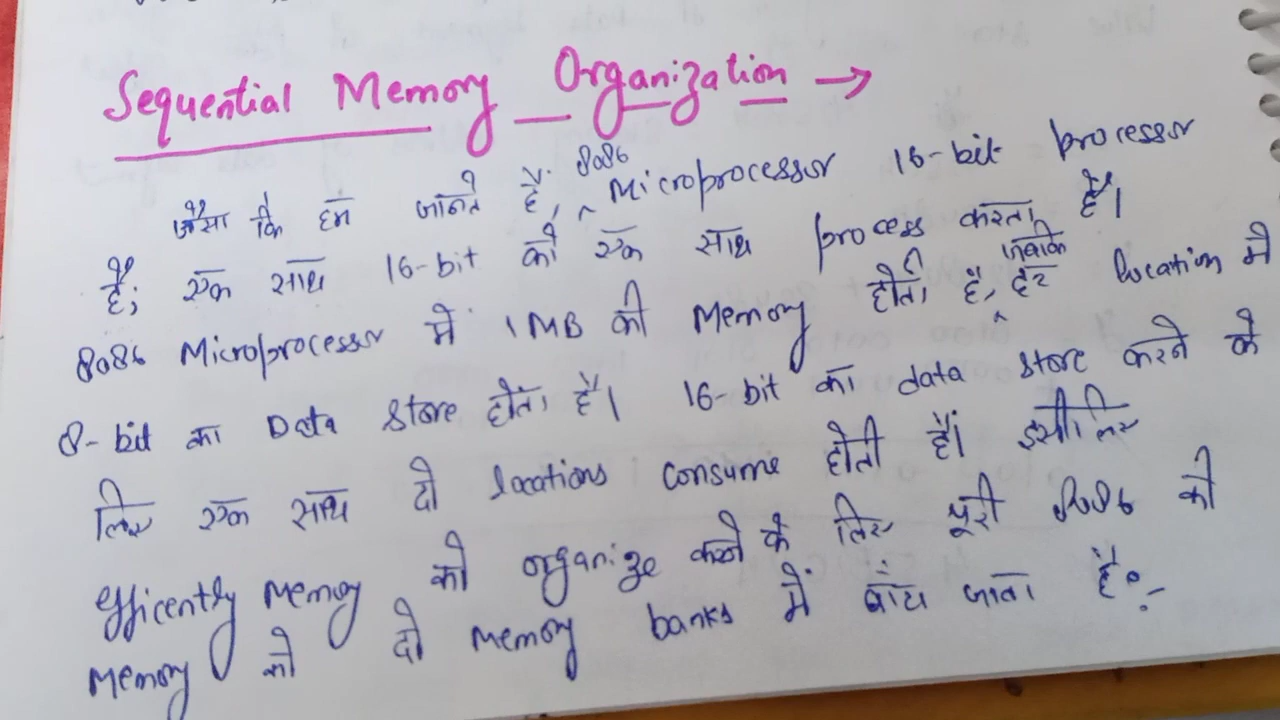 Sequential Memory Organization →
जैसा कि हम जानते हैं, 8086 Microprocessor 16-bit processor
है; एक साथ 16-bit को एक साथ process करता है।
8086 Microprocessor में 1MB की Memory होती है, जबकि हर location में
8-bit का Data store होता है। 16-bit का data store करने के
लिए एक साथ दो locations consume होती हैं। इसीलिए
efficently Memory को organize करने के लिए पूरी 8086 की
Memory को दो Memory banks में बांटा जाता है:-